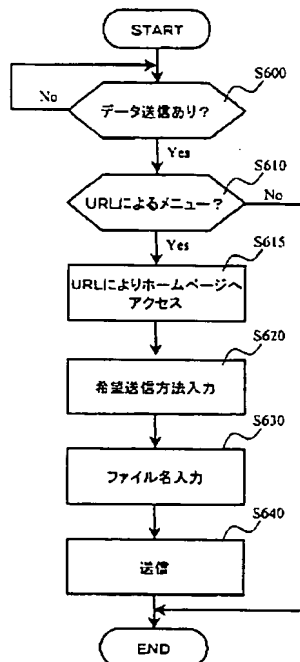 START
S600
No
データ送信あり？
Yes
S610
URLによるメニュー？
No
Yes
S615
URLによりホームページへ
アクセス
S620
希望送信方法入力
S630
ファイル名入力
S640
送信
END